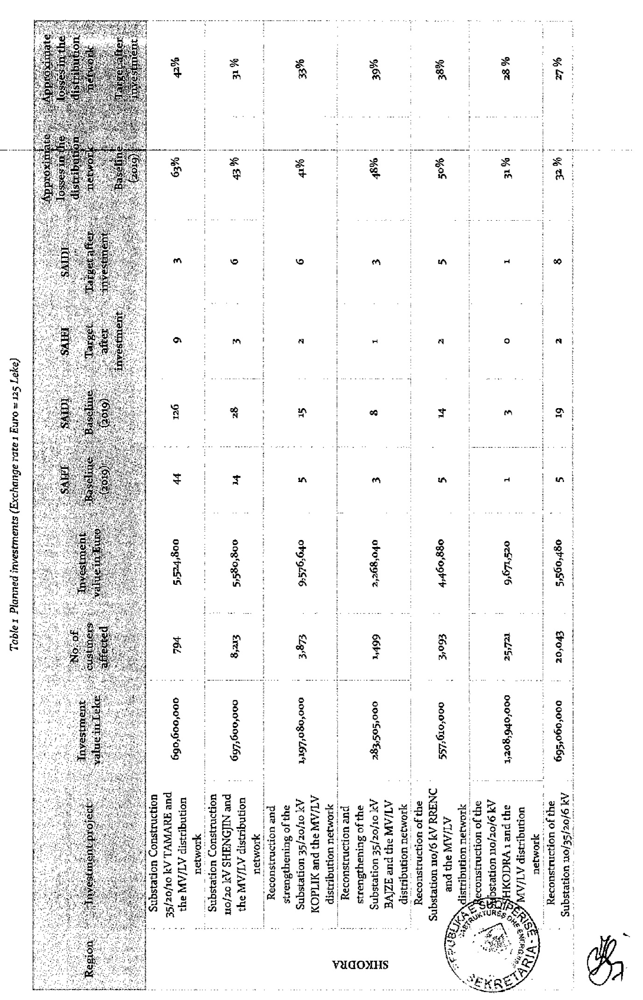 Table 1 Planned investments (Exchange rate 1 Euro = 125 Leke)
Region
Investment project
Investment
value in Leke
No. of
custmers
affected
Investment
value in Euro
SAIFI
Baseline
(2019)
SAIDI
Baseline
(2019)
SAIFI
Target
after
investment
SAIDI
Target after
investment
Approximate
losses in the
distribution
network
Baseline
(2019)
Approximate
losses in the
distribution
network
Target after
investment
SHKODRA
Substation Construction
35/20/10 kV TAMARE and
the MV/LV distribution
network
690,600,000
794
5,524,800
44
126
9
3
63%
42%
Substation Construction
110/20 kV SHENGJIN and
the MV/LV distribution
network
697,600,000
8,213
5,580,800
14
28
3
6
43 %
31 %
Reconstruction and
strengthening of the
Substation 35/20/10 kV
KOPLIK and the MV/LV
distribution network
1,197,080,000
3,873
9,576,640
5
15
2
6
41%
33%
Reconstruction and
strengthening of the
Substation 35/20/10 kV
BAJZE and the MV/LV
distribution network
283,505,000
1,499
2,268,040
3
8
1
3
48%
39%
Reconstruction of the
Substation 110/6 kV RRENC
and the MV/LV
distribution network
557,610,000
3,093
4,460,880
5
14
2
5
50%
38%
Reconstruction of the
Substation 110/20/6 kV
SHKODRA 1 and the
MV/LV distribution
network
1,208,940,000
25,721
9,671,520
1
3
0
1
31 %
28 %
Reconstruction of the
Substation 110/35/20/6 kV
695,060,000
20,043
5,560,480
5
19
2
8
32 %
27 %
REPUBLIKA E SHQIPERISE
SEKRETARIA